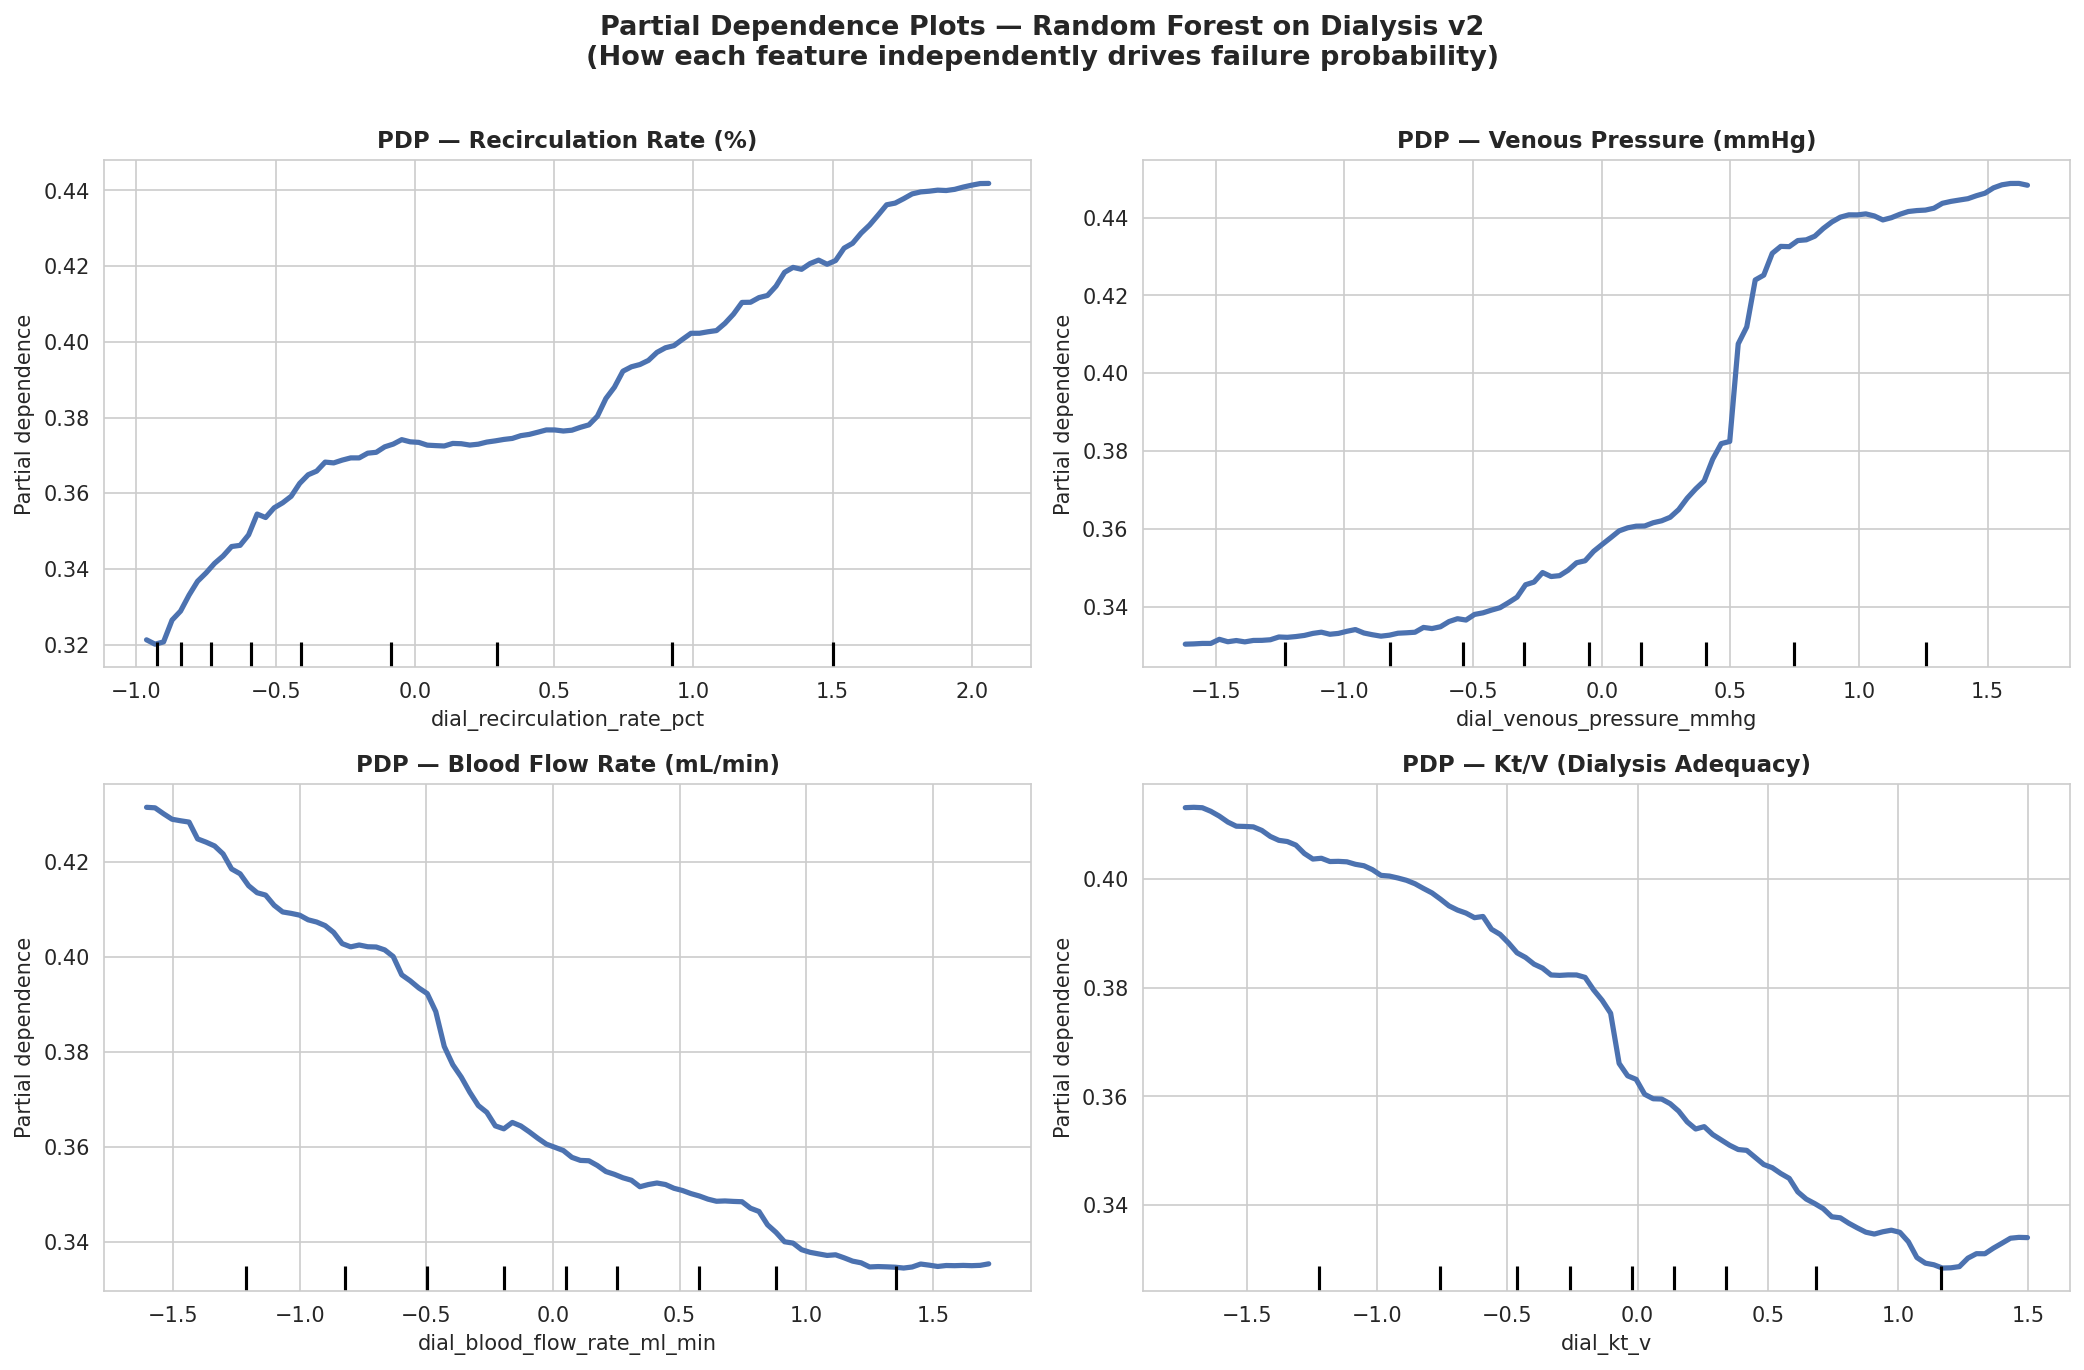 Partial Dependence Plots — Random Forest on Dialysis v2
(How each feature independently drives failure probability)
PDP — Recirculation Rate (%)
Partial dependence
0.44
0.42
0.40
0.38
0.36
0.34
0.32
−1.0 −0.5 0.0 0.5 1.0 1.5 2.0
dial_recirculation_rate_pct
PDP — Venous Pressure (mmHg)
Partial dependence
0.44
0.42
0.40
0.38
0.36
0.34
−1.5 −1.0 −0.5 0.0 0.5 1.0 1.5
dial_venous_pressure_mmhg
PDP — Blood Flow Rate (mL/min)
Partial dependence
0.42
0.40
0.38
0.36
0.34
−1.5 −1.0 −0.5 0.0 0.5 1.0 1.5
dial_blood_flow_rate_ml_min
PDP — Kt/V (Dialysis Adequacy)
Partial dependence
0.40
0.38
0.36
0.34
−1.5 −1.0 −0.5 0.0 0.5 1.0 1.5
dial_kt_v